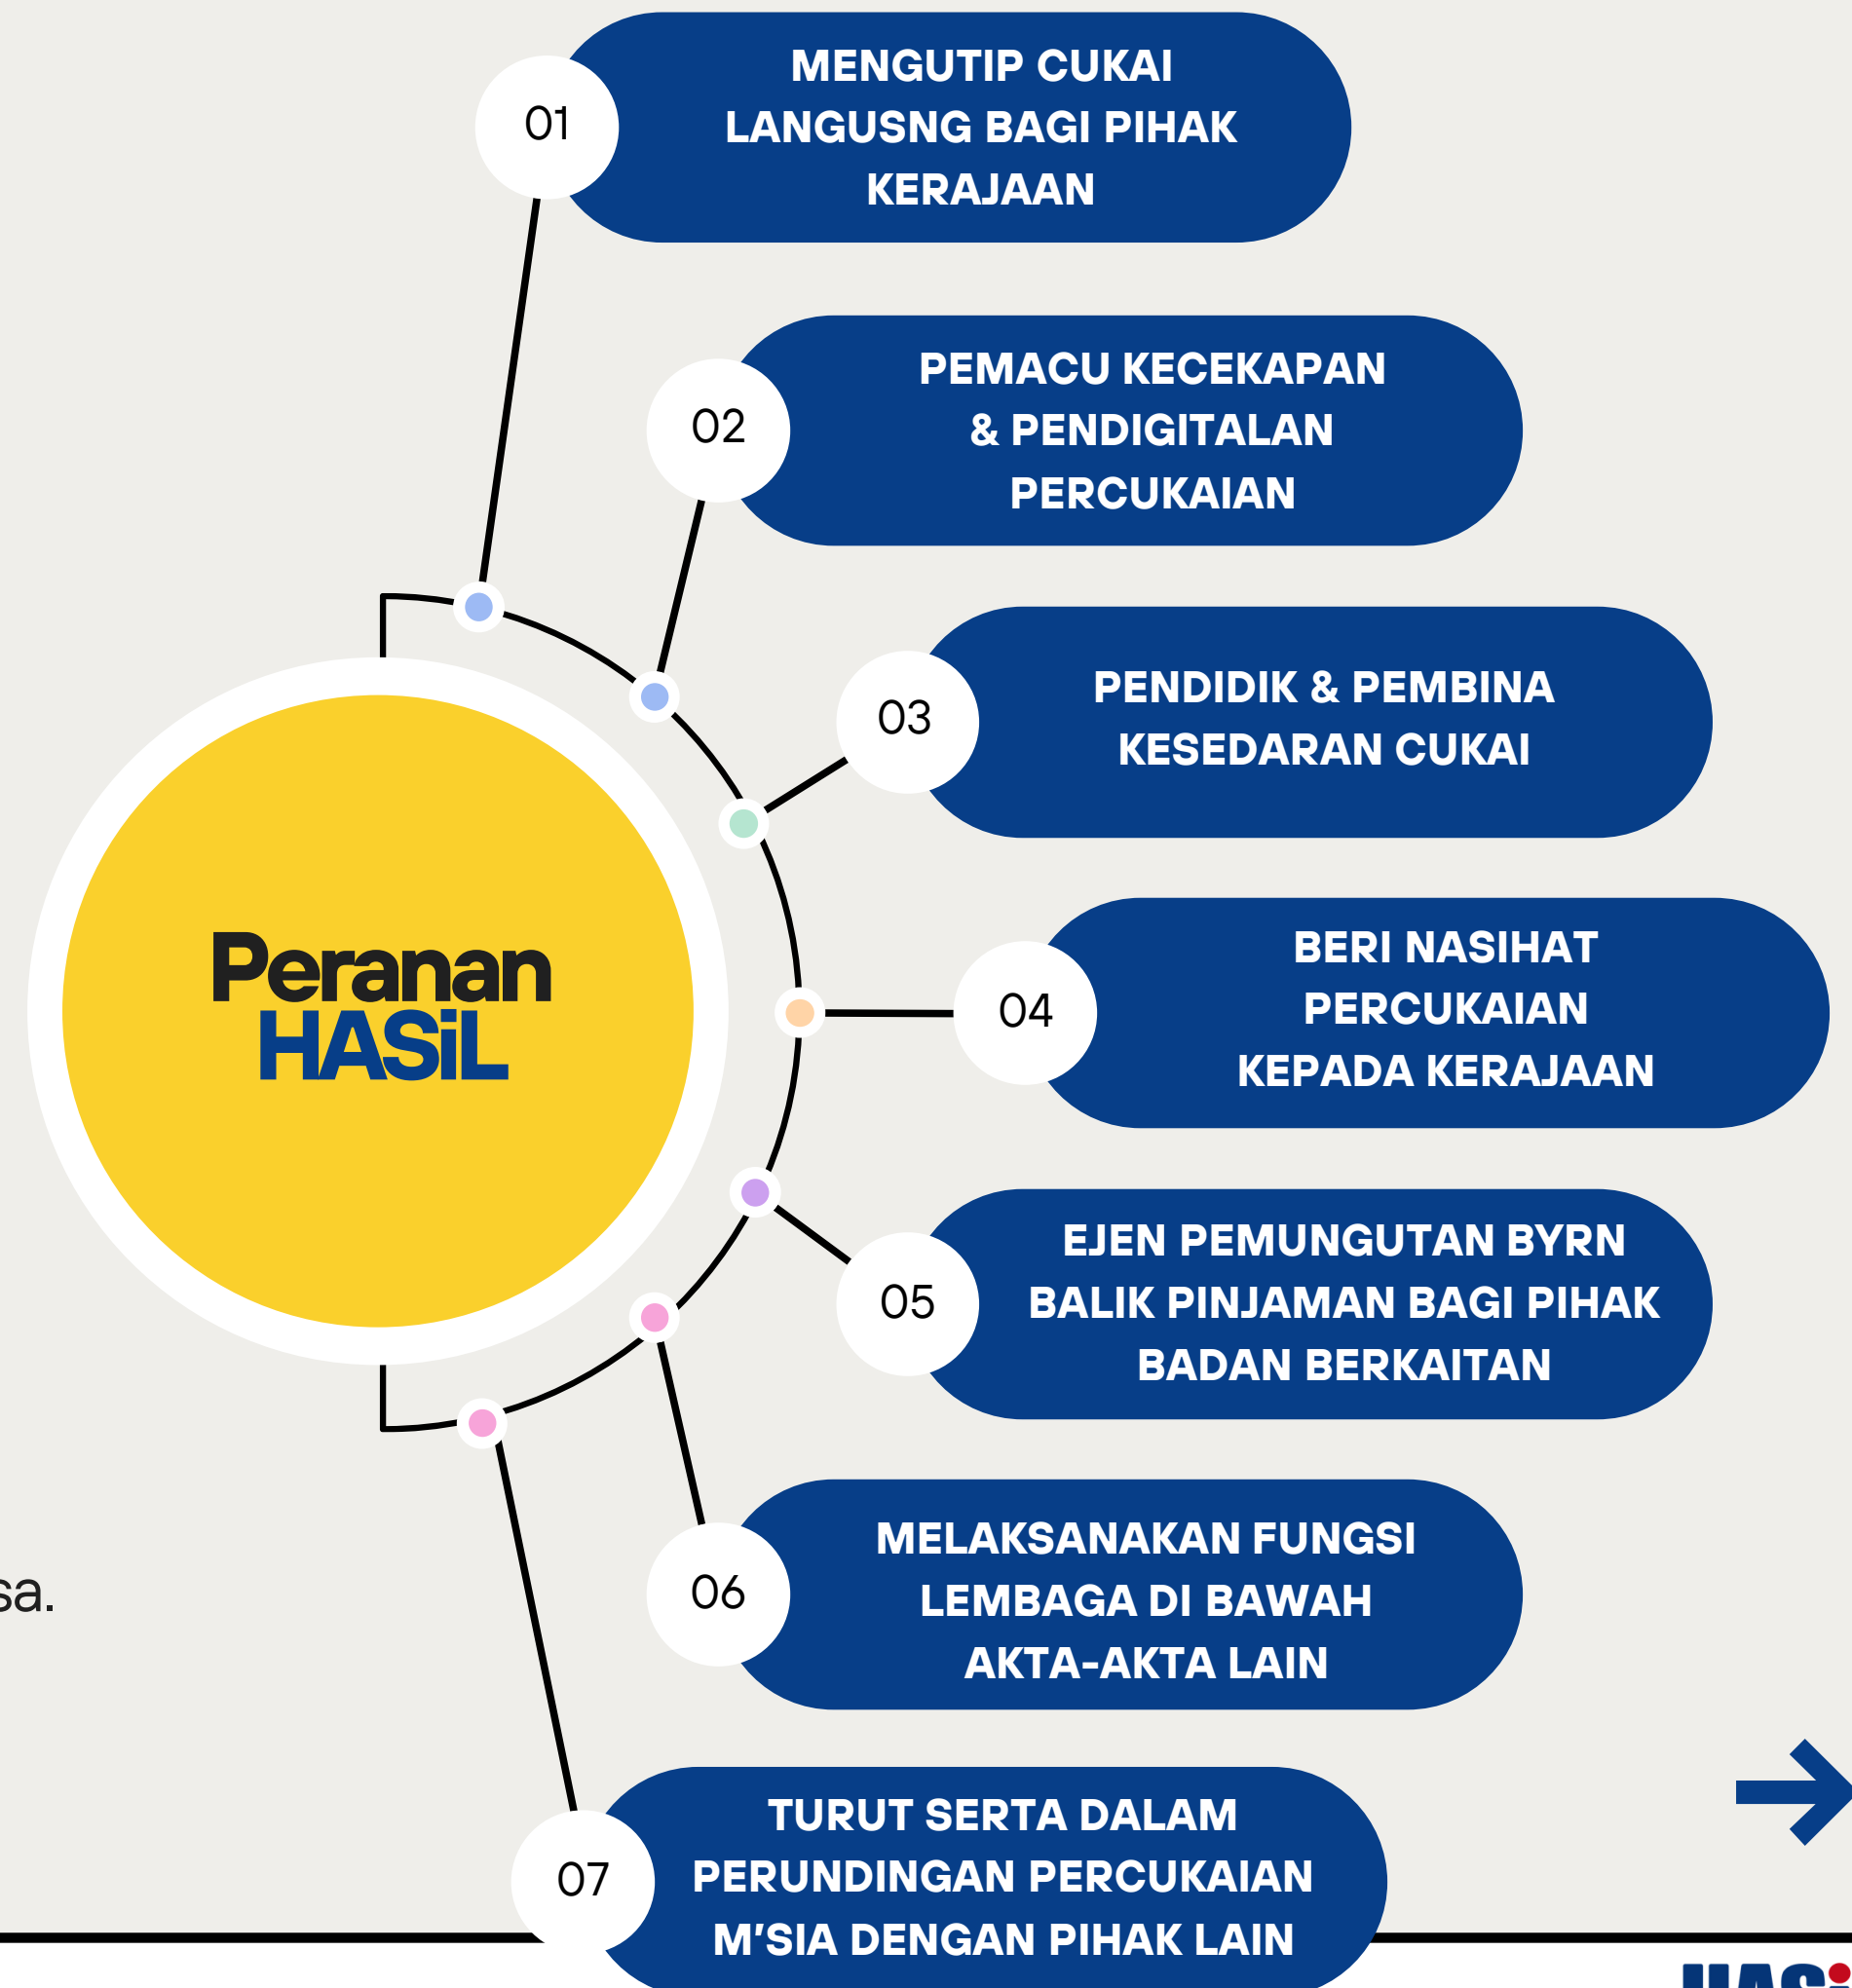 01
MENGUTIP CUKAI
LANGUSNG BAGI PIHAK
KERAJAAN
02
PEMACU KECEKAPAN
& PENDIGITALAN
PERCUKAIAN
03
PENDIDIK & PEMBINA
KESEDARAN CUKAI
Peranan
HASiL
04
BERI NASIHAT
PERCUKAIAN
KEPADA KERAJAAN
05
EJEN PEMUNGUTAN BYRN
BALIK PINJAMAN BAGI PIHAK
BADAN BERKAITAN
06
MELAKSANAKAN FUNGSI
LEMBAGA DI BAWAH
AKTA-AKTA LAIN
sa.
07
TURUT SERTA DALAM
PERUNDINGAN PERCUKAIAN
M'SIA DENGAN PIHAK LAIN